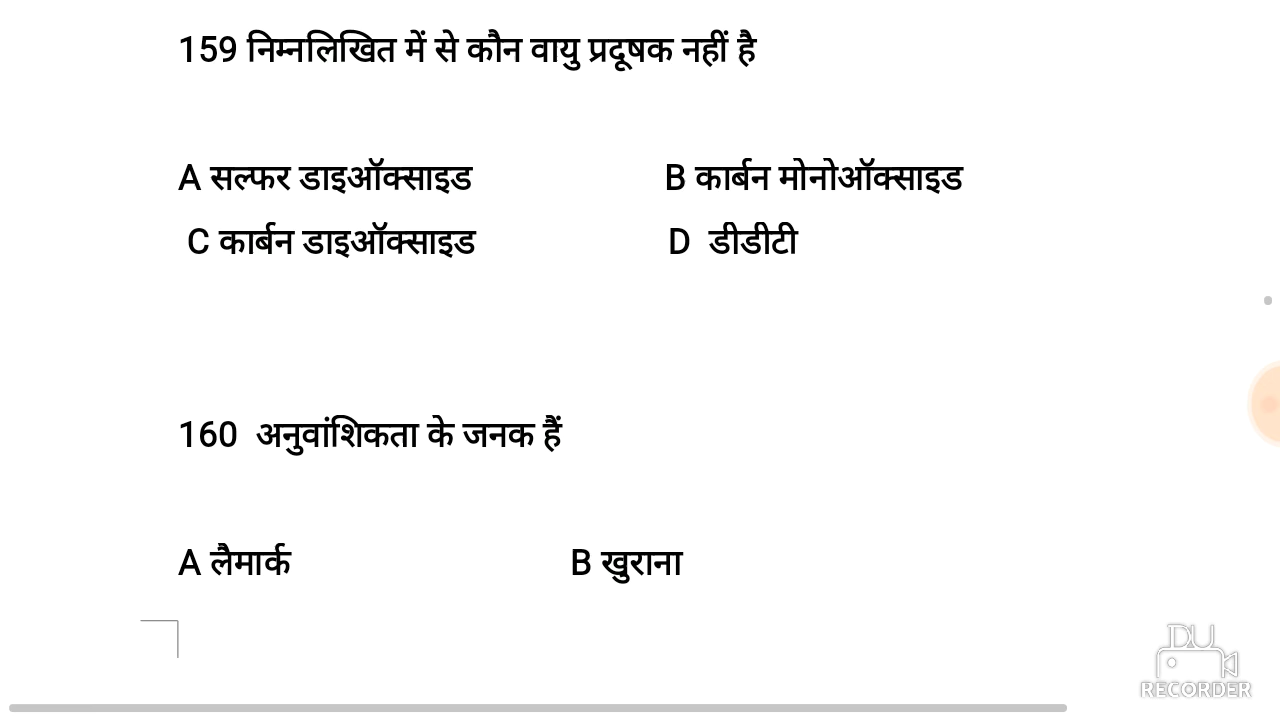 159 निम्नलिखित में से कौन वायु प्रदूषक नहीं है
A सल्फर डाइऑक्साइड B कार्बन मोनोऑक्साइड
C कार्बन डाइऑक्साइड D डीडीटी
160 अनुवांशिकता के जनक हैं
A लैमार्क B खुराना
DU
RECORDER